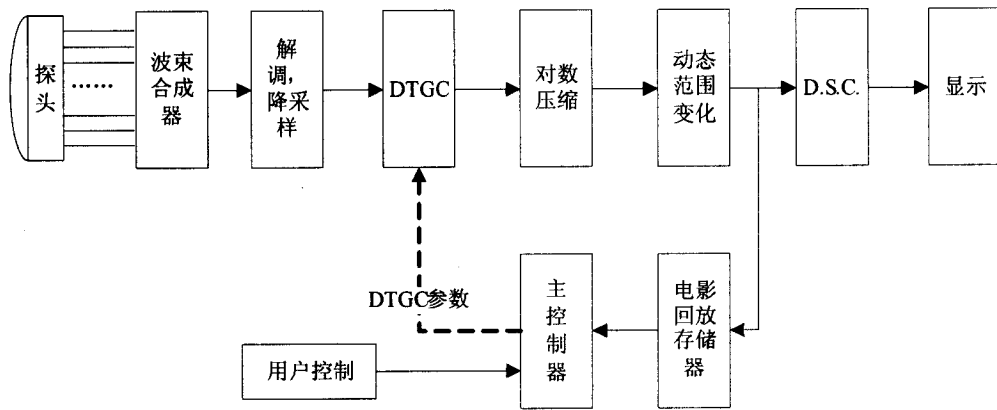 探
头
……
波束
合成
器
解
调，
降采
样
DTGC
对数
压缩
动态
范围
变化
D.S.C.
显示
DTGC参数
主
控
制
器
电影
回放
存储
器
用户控制